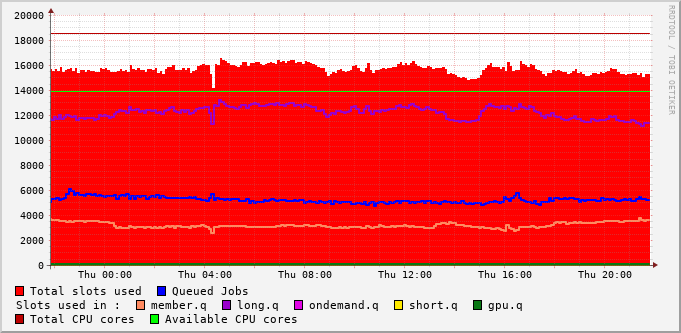 RRDTOOL / TOBI OETIKER
20000
18000
16000
14000
12000
10000
8000
6000
4000
2000
0
Thu 00:00 Thu 04:00 Thu 08:00 Thu 12:00 Thu 16:00 Thu 20:00
Total slots used Queued Jobs
Slots used in : member.q long.q ondemand.q short.q gpu.q
Total CPU cores Available CPU cores